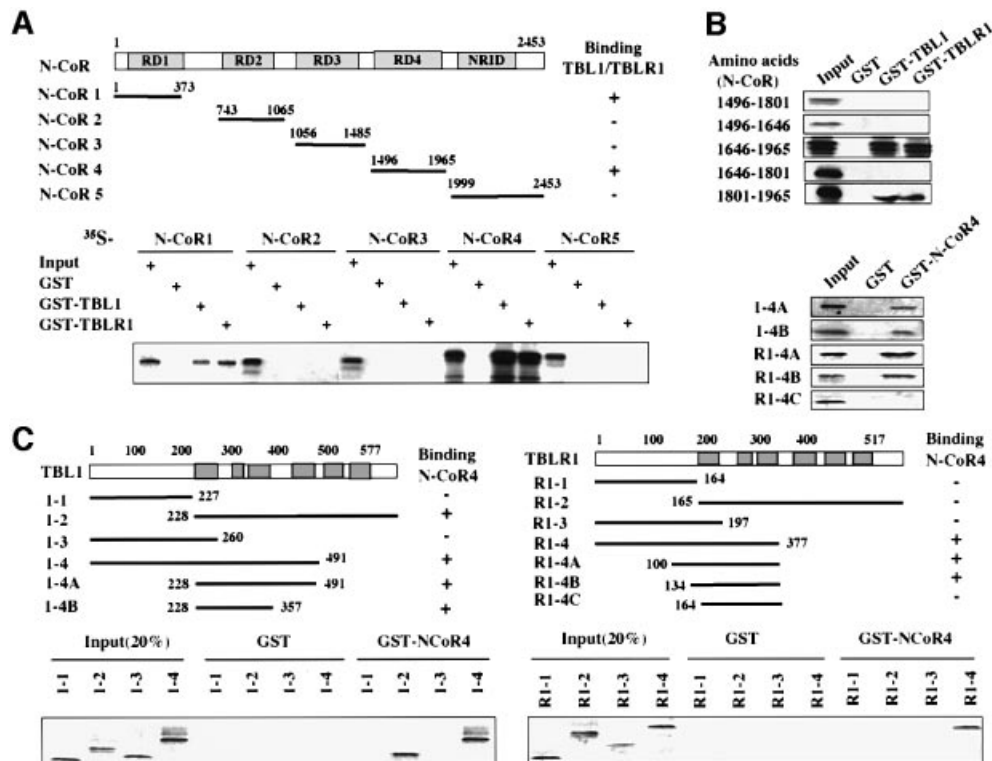 A
1 2453
N-CoR RD1 RD2 RD3 RD4 NRID
Binding
TBL1/TBLR1
N-CoR 1 1 373 +
N-CoR 2 743 1065 -
N-CoR 3 1056 1485 -
N-CoR 4 1496 1965 +
N-CoR 5 1999 2453 -
35S- N-CoR1 N-CoR2 N-CoR3 N-CoR4 N-CoR5
Input + + + + +
GST + + + + +
GST-TBL1 + + + + +
GST-TBLR1 + + + + +
B
Amino acids
(N-CoR)
Input GST GST-TBL1 GST-TBLR1
1496-1801
1496-1646
1646-1965
1646-1801
1801-1965
Input GST GST-N-CoR4
1-4A
1-4B
R1-4A
R1-4B
R1-4C
C
1 100 200 300 400 500 577
TBL1
Binding
N-CoR4
1-1 227 -
1-2 228 +
1-3 260 -
1-4 491 +
1-4A 228 491 +
1-4B 228 357 +
Input(20%) GST GST-NCoR4
1-1 1-2 1-3 1-4 1-1 1-2 1-3 1-4 1-1 1-2 1-3 1-4
1 100 200 300 400 517
TBLR1
Binding
N-CoR4
R1-1 164 -
R1-2 165 -
R1-3 197 -
R1-4 377 +
R1-4A 100 +
R1-4B 134 +
R1-4C 164 -
Input(20%) GST GST-NCoR4
R1-1 R1-2 R1-3 R1-4 R1-1 R1-2 R1-3 R1-4 R1-1 R1-2 R1-3 R1-4